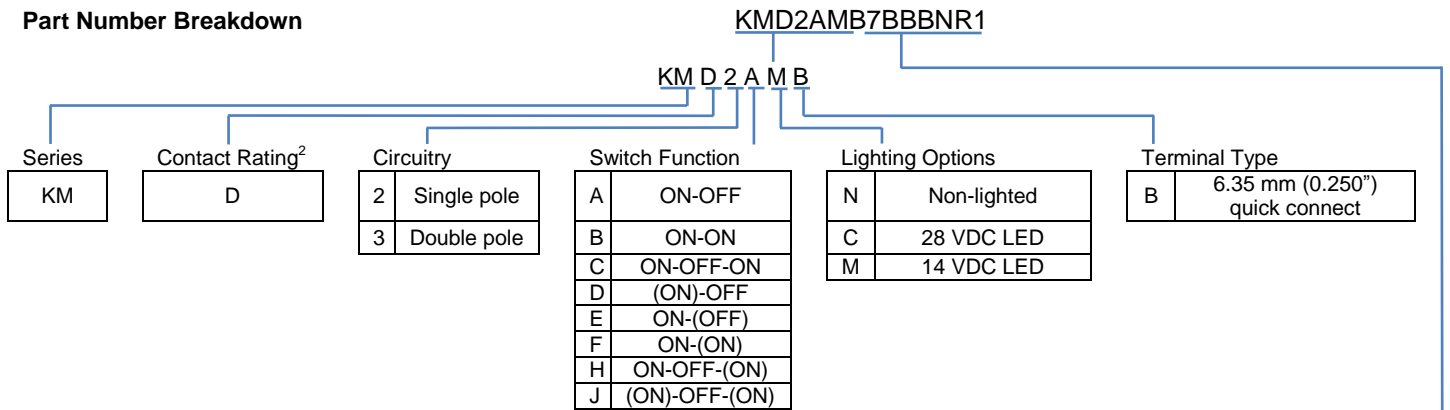 Part Number Breakdown
KMD2AMB7BBBNR1
KM D 2 A M B
Series
KM
Contact Rating2
D
Circuitry
2 Single pole
3 Double pole
Switch Function
A ON-OFF
B ON-ON
C ON-OFF-ON
D (ON)-OFF
E ON-(OFF)
F ON-(ON)
H ON-OFF-(ON)
J (ON)-OFF-(ON)
Lighting Options
N Non-lighted
C 28 VDC LED
M 14 VDC LED
Terminal Type
B 6.35 mm (0.250”)
quick connect